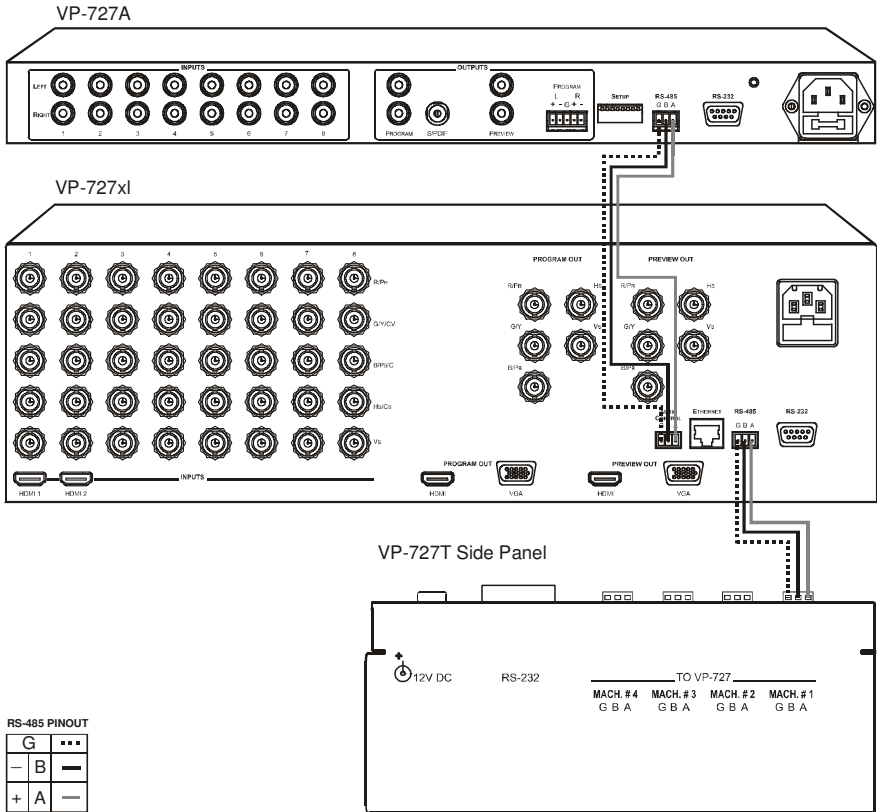 VP-727A
INPUTS
OUTPUTS
LEFT
RIGHT
1 2 3 4 5 6 7 8
PROGRAM
S/PDIF
PREVIEW
PROGRAM
L R
+ - G + -
SETUP
RS-485
G B A
RS-232
VP-727xl
1 2 3 4 5 6 7 8
R/PR
G/Y/CV
B/PB/C
HS/CS
VS
PROGRAM OUT
PREVIEW OUT
R/PR
HS
R/PR
HS
G/Y
VS
G/Y
VS
B/PB
B/PB
ETHERNET
RS-485
G B A
RS-232
HDMI 1
HDMI 2
INPUTS
PROGRAM OUT
HDMI
VGA
PREVIEW OUT
HDMI
VGA
VP-727T Side Panel
+
12V DC
RS-232
TO VP-727
MACH. # 4 MACH. # 3 MACH. # 2 MACH. # 1
G B A G B A G B A G B A
RS-485 PINOUT
G
– B
+ A